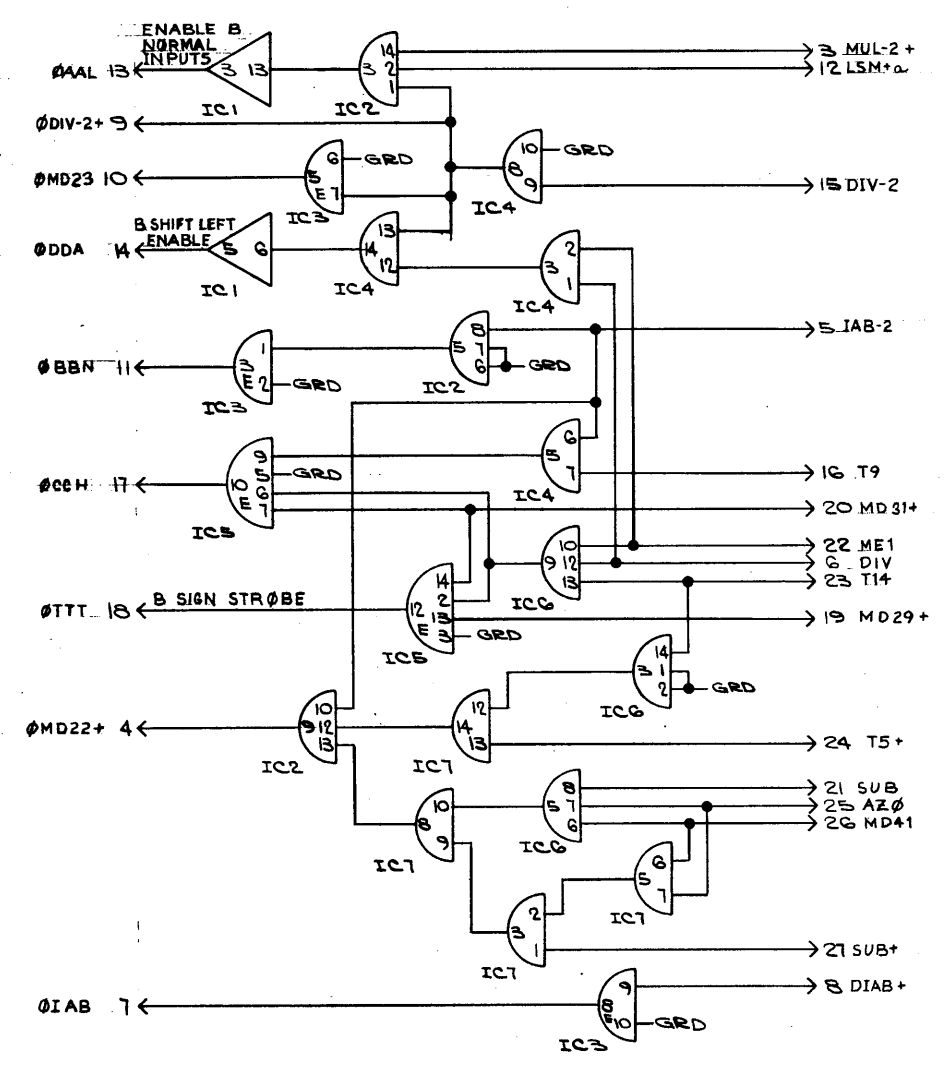 ENABLE B
NORMAL
INPUTS
ØAAL 13
3 13
IC1
14
3 2
1
IC2
3 MUL-2+
12 LSM+a
ØDIV-2+ 9
ØMD23 10
6 GRD
5
E 7
IC3
10 GRD
8
9
IC4
15 DIV-2
B SHIFT LEFT
ENABLE
ØDDA 14
5 6
IC1
13
14
12
IC4
2
3
1
IC4
5 IAB-2
ØBBN 11
1
3
E 2 GRD
IC3
8
5 7
6 GRD
IC2
ØCCH 17
9
5 GRD
10 6
E 7
IC5
6
5
7
IC4
16 T9
20 MD31+
22 ME1
6 DIV
23 T14
10
9 12
13
IC6
ØTTT 18
B SIGN STRØBE
14
2
12 13
E 3 GRD
IC5
19 MD29+
14
3 1
2 GRD
IC6
ØMD22+ 4
10
9 12
13
IC2
12
14
13
IC7
24 T5+
21 SUB
25 AZØ
26 MD41
10
8
9
IC7
8
5 7
6
IC6
6
5
7
IC7
2
3
1
IC7
27 SUB+
8 DIAB+
ØIAB 7
9
8
E 10 GRD
IC3